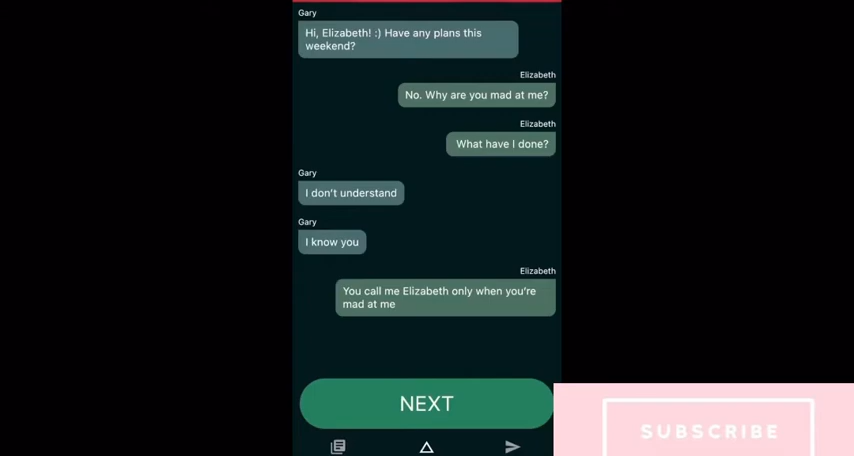 Gary
Hi, Elizabeth! :) Have any plans this
weekend?
Elizabeth
No. Why are you mad at me?
Elizabeth
What have I done?
Gary
I don't understand
Gary
I know you
Elizabeth
You call me Elizabeth only when you're
mad at me
NEXT
SUBSCRIBE